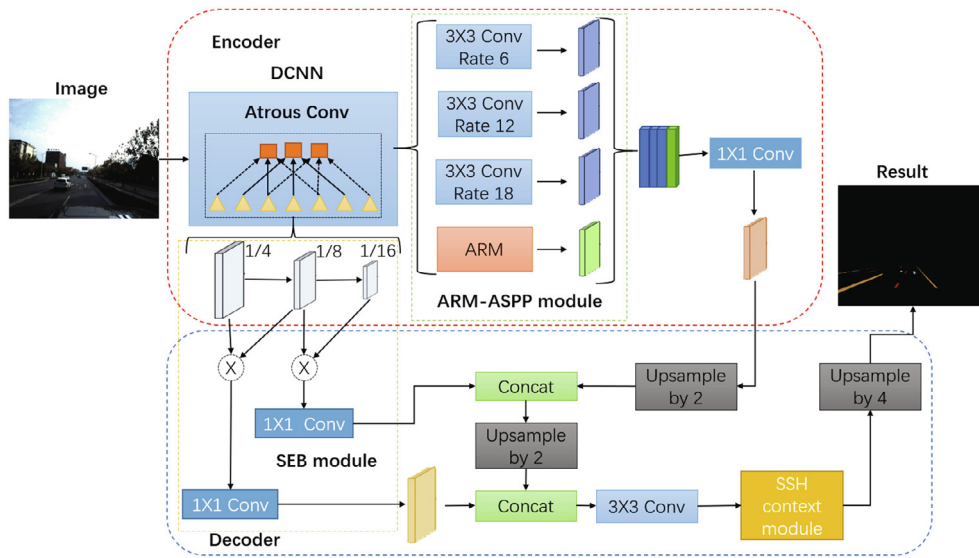 Encoder
DCNN
Image
Atrous Conv
3X3 Conv
Rate 6
3X3 Conv
Rate 12
3X3 Conv
Rate 18
ARM
ARM-ASPP module
1X1 Conv
Result
1/4
1/8
1/16
X
X
1X1 Conv
SEB module
1X1 Conv
Decoder
Concat
Upsample
by 2
Upsample
by 2
Concat
3X3 Conv
SSH
context
module
Upsample
by 4